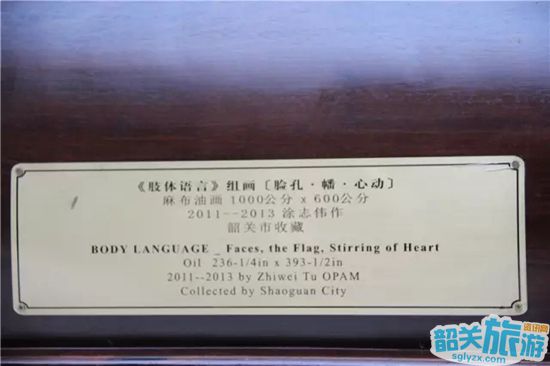 《肢体语言》组画〔脸孔·幡·心动〕
麻布油画 1000公分 x 600公分
2011--2013 涂志伟作
韶关市收藏
BODY LANGUAGE _ Faces, the Flag, Stirring of Heart
Oil 236-1/4in x 393-1/2in
2011--2013 by Zhiwei Tu OPAM
Collected by Shaoguan City
韶关旅游资讯网
sglyzx.com